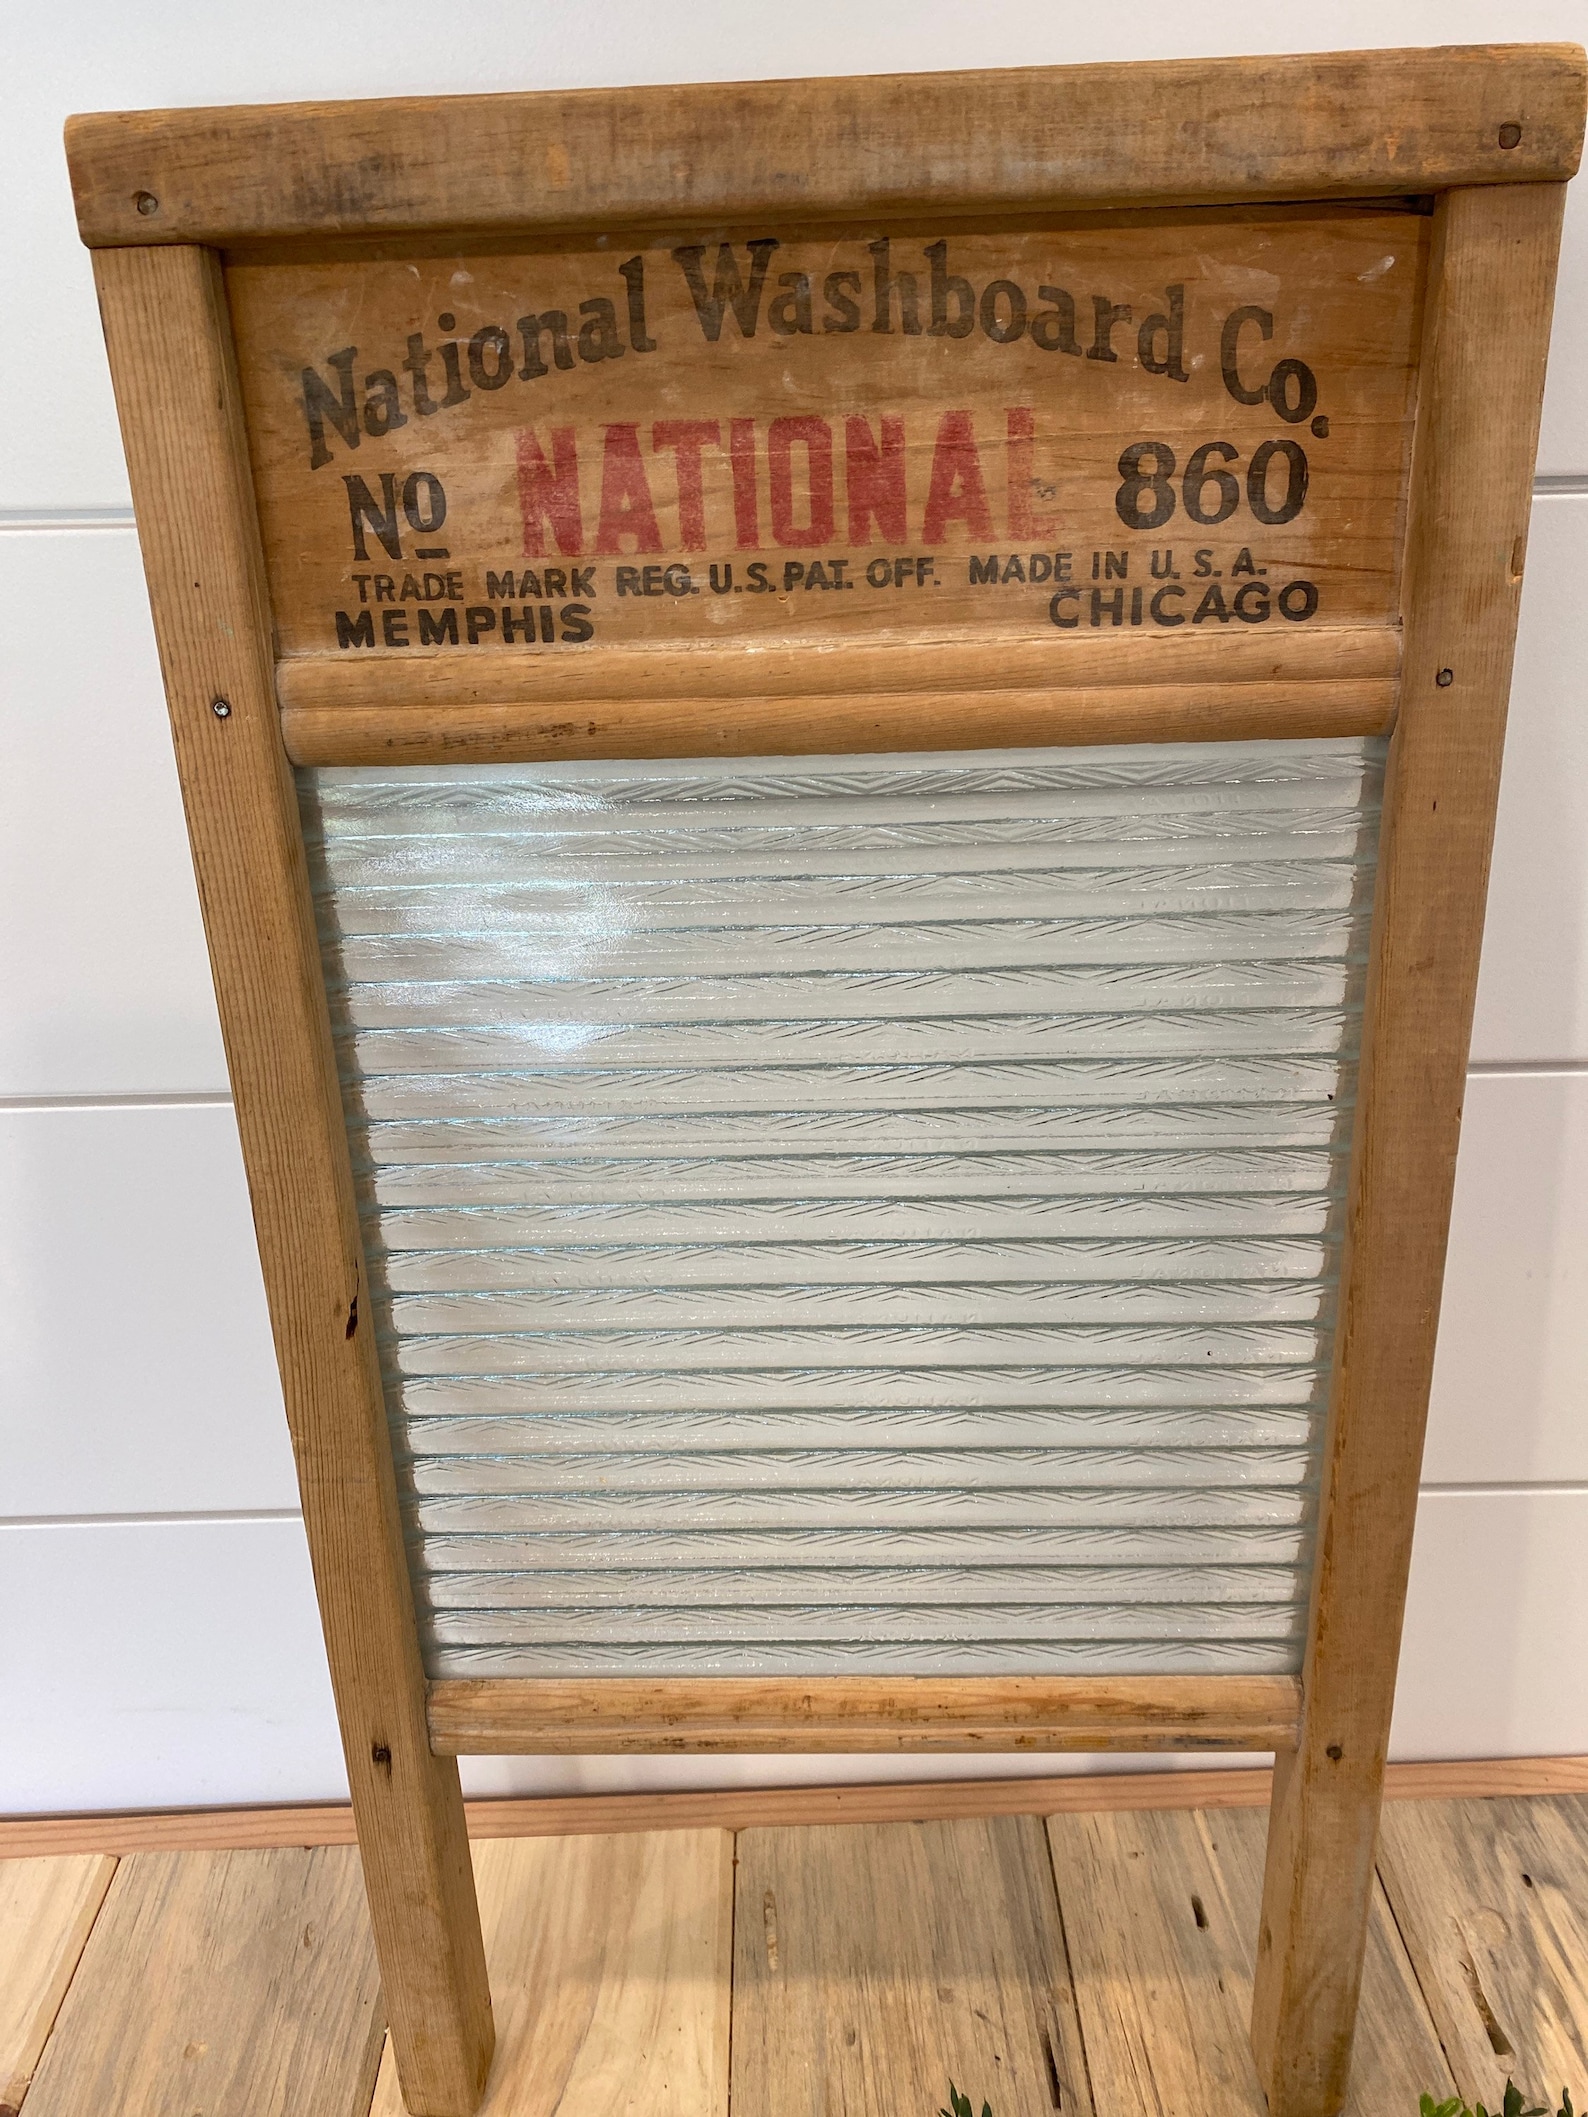 National Washboard Co.
No NATIONAL 860
TRADE MARK REG. U.S. PAT. OFF. MADE IN U.S.A.
MEMPHIS CHICAGO